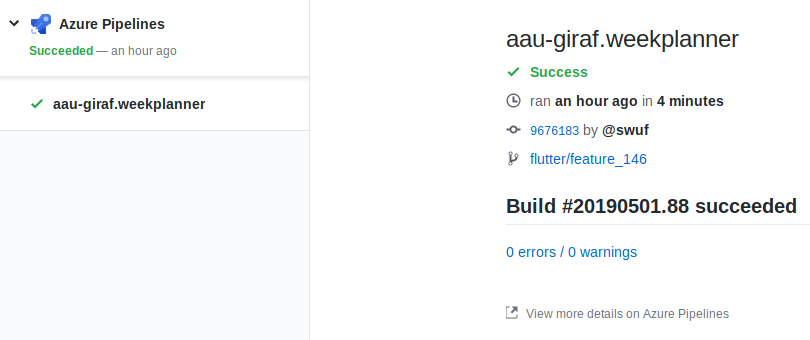 Azure Pipelines
Succeeded — an hour ago
aau-giraf.weekplanner
aau-giraf.weekplanner
Success
ran an hour ago in 4 minutes
9676183 by @swuf
flutter/feature_146
Build #20190501.88 succeeded
0 errors / 0 warnings
View more details on Azure Pipelines